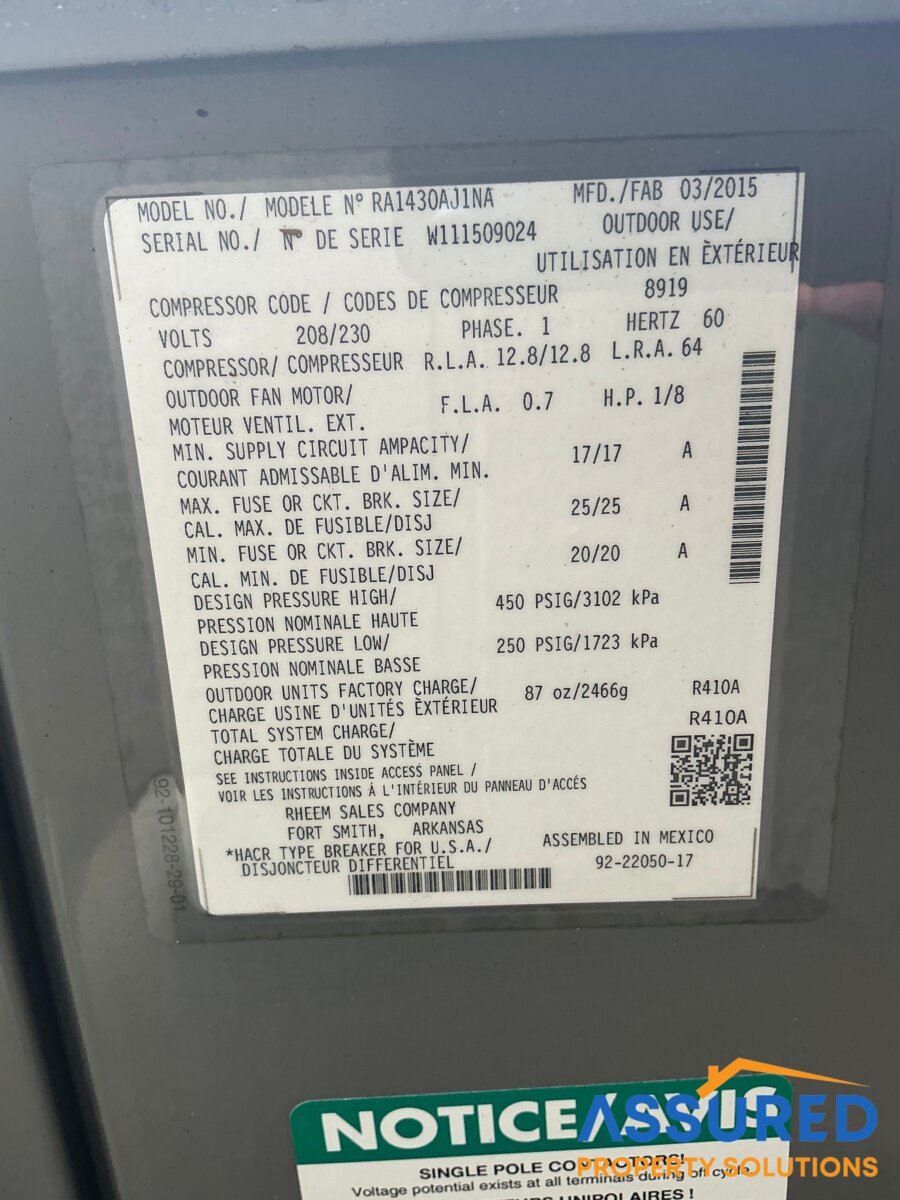 MODEL NO./ MODELE N° RA1430AJ1NA MFD./FAB 03/2015
SERIAL NO./ N° DE SERIE W111509024 OUTDOOR USE/
UTILISATION EN ÈXTÉRIEUR
COMPRESSOR CODE / CODES DE COMPRESSEUR 8919
VOLTS 208/230 PHASE. 1 HERTZ 60
COMPRESSOR/ COMPRESSEUR R.L.A. 12.8/12.8 L.R.A. 64
OUTDOOR FAN MOTOR/
MOTEUR VENTIL. EXT. F.L.A. 0.7 H.P. 1/8
MIN. SUPPLY CIRCUIT AMPACITY/
COURANT ADMISSABLE D'ALIM. MIN. 17/17 A
MAX. FUSE OR CKT. BRK. SIZE/
CAL. MAX. DE FUSIBLE/DISJ 25/25 A
MIN. FUSE OR CKT. BRK. SIZE/
CAL. MIN. DE FUSIBLE/DISJ 20/20 A
DESIGN PRESSURE HIGH/ 450 PSIG/3102 kPa
PRESSION NOMINALE HAUTE
DESIGN PRESSURE LOW/ 250 PSIG/1723 kPa
PRESSION NOMINALE BASSE
OUTDOOR UNITS FACTORY CHARGE/ 87 oz/2466g R410A
CHARGE USINE D'UNITÉS ÈXTÉRIEUR
TOTAL SYSTEM CHARGE/ R410A
CHARGE TOTALE DU SYSTÈME
SEE INSTRUCTIONS INSIDE ACCESS PANEL /
VOIR LES INSTRUCTIONS Á L'INTÉRIEUR DU PANNEAU D'ACCÉS
RHEEM SALES COMPANY
FORT SMITH, ARKANSAS
ASSEMBLED IN MEXICO
*HACR TYPE BREAKER FOR U.S.A./
DISJONCTEUR DIFFERENTIEL 92-22050-17
92-101228-29-01
NOTICE/AVIS
SINGLE POLE CONTACTORS!
Voltage potential exists at all terminals during off cycle.
UNIPOLAIRES !
ASSURED
PROPERTY SOLUTIONS